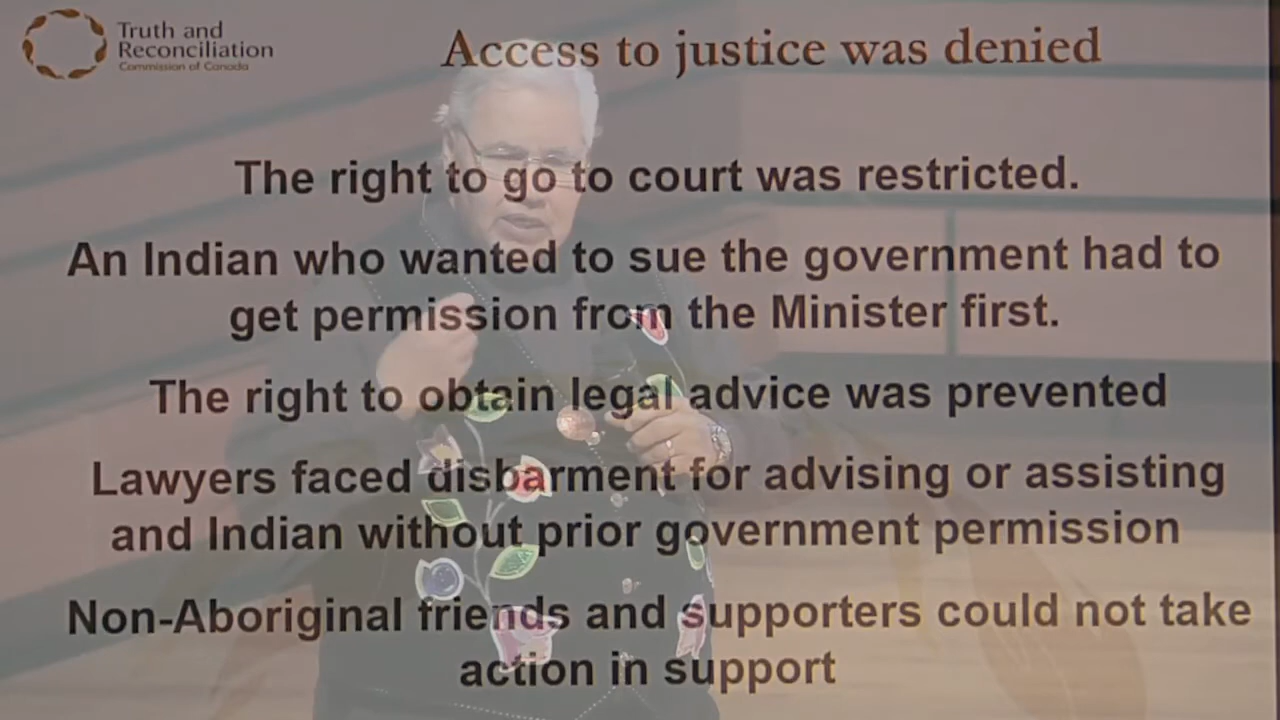 Truth and
Reconciliation
Commission of Canada
Access to justice was denied
The right to go to court was restricted.
An Indian who wanted to sue the government had to
get permission from the Minister first.
The right to obtain legal advice was prevented
Lawyers faced disbarment for advising or assisting
and Indian without prior government permission
Non-Aboriginal friends and supporters could not take
action in support